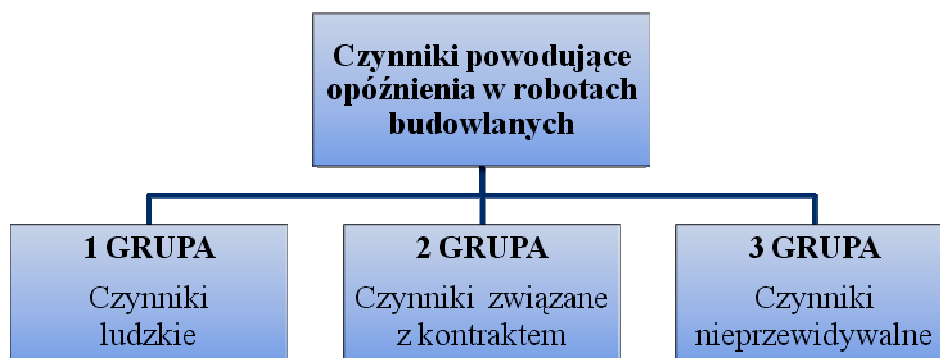 Czynniki powodujące
opóźnienia w robotach
budowlanych
1 GRUPA
Czynniki
ludzkie
2 GRUPA
Czynniki związane
z kontraktem
3 GRUPA
Czynniki
nieprzewidywalne